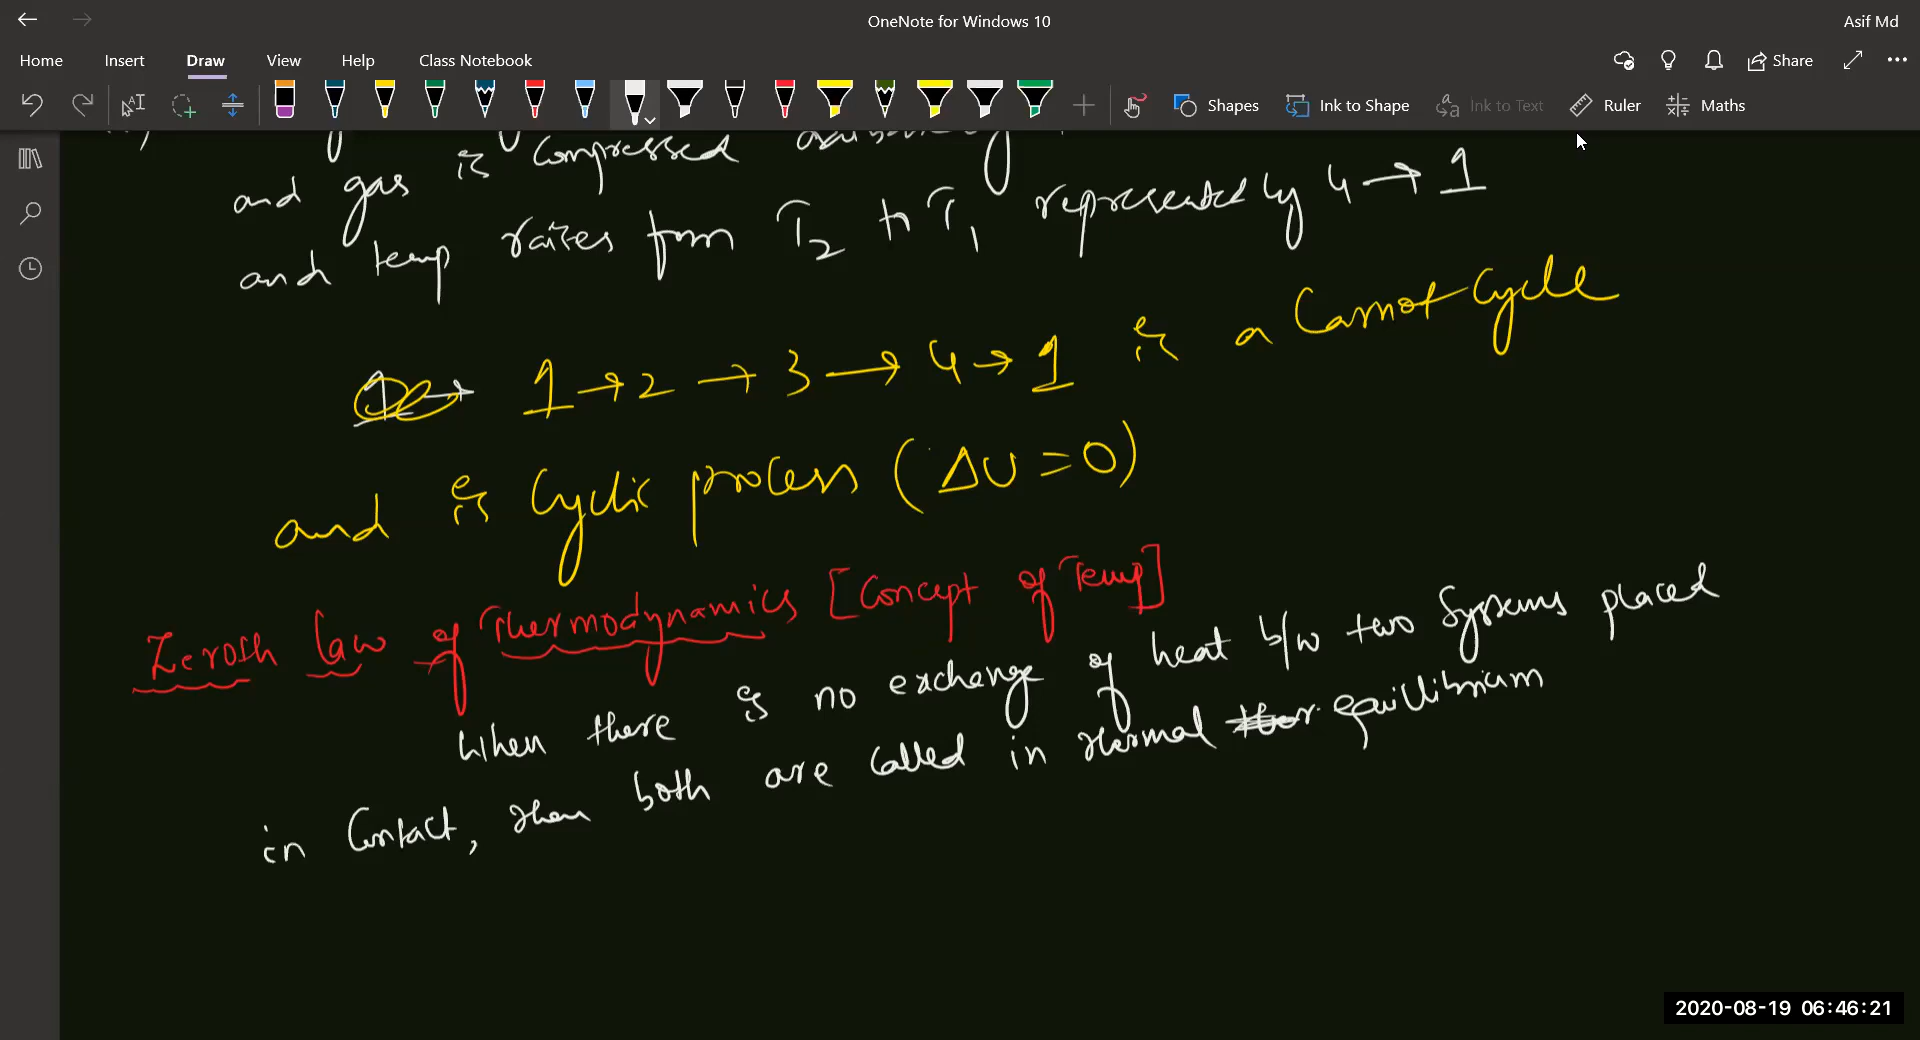 OneNote for Windows 10
Asif Md
Home Insert Draw View Help Class Notebook Share
Shapes Ink to Shape Ink to Text Ruler Maths
and gas is compressed
and temp raises from T₂ to T₁ represented by 4 → 1
1 → 2 → 3 → 4 → 1 is a Carnot Cycle
and is Cyclic process (ΔU = 0)
Zeroth law of Thermodynamics [Concept of Temp]
When there is no exchange of heat b/w two Systems placed
in Contact, then both are called in thermal equillibrium
2020-08-19 06:46:21